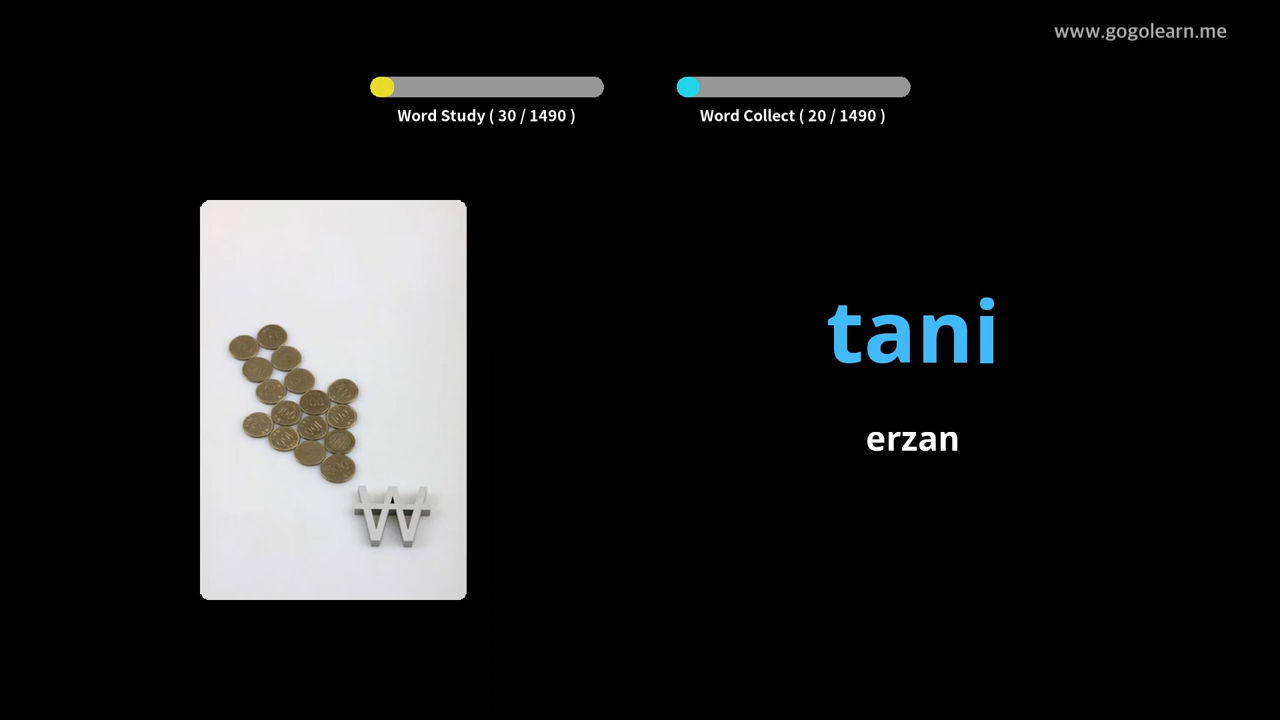 www.gogolearn.me
Word Study ( 30 / 1490 )
Word Collect ( 20 / 1490 )
tani
erzan
₩